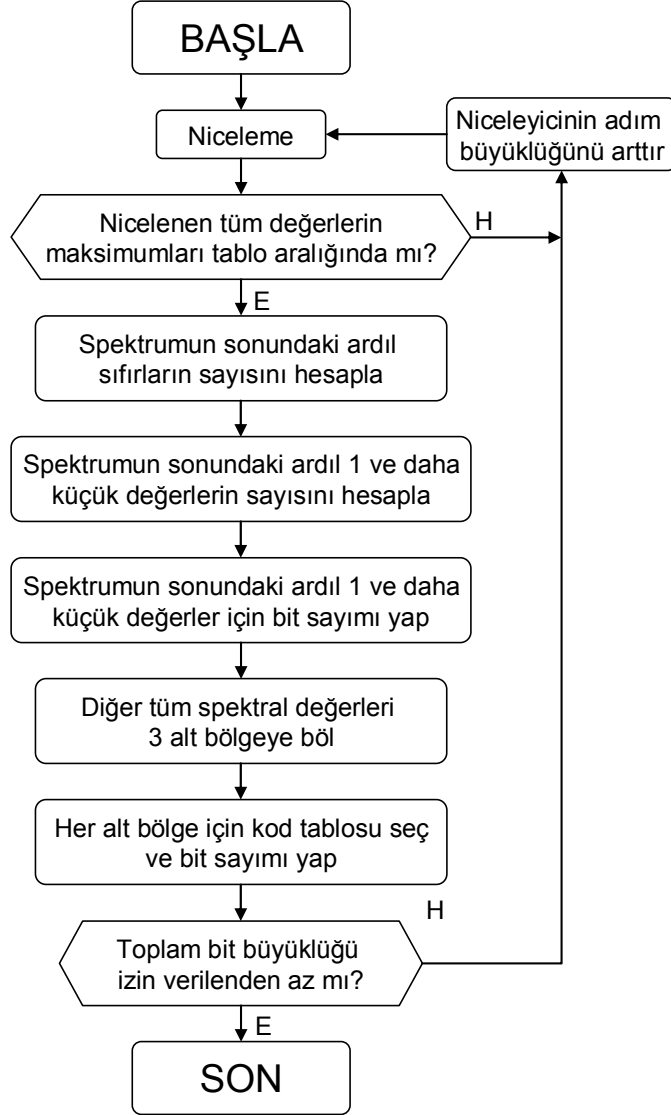 BAŞLA
Niceleme
Niceleyicinin adım
büyüklüğünü arttır
Nicelenen tüm değerlerin
maksimumları tablo aralığında mı?
H
E
Spektrumun sonundaki ardıl
sıfırların sayısını hesapla
Spektrumun sonundaki ardıl 1 ve daha
küçük değerlerin sayısını hesapla
Spektrumun sonundaki ardıl 1 ve daha
küçük değerler için bit sayımı yap
Diğer tüm spektral değerleri
3 alt bölgeye böl
Her alt bölge için kod tablosu seç
ve bit sayımı yap
H
Toplam bit büyüklüğü
izin verilenden az mı?
E
SON